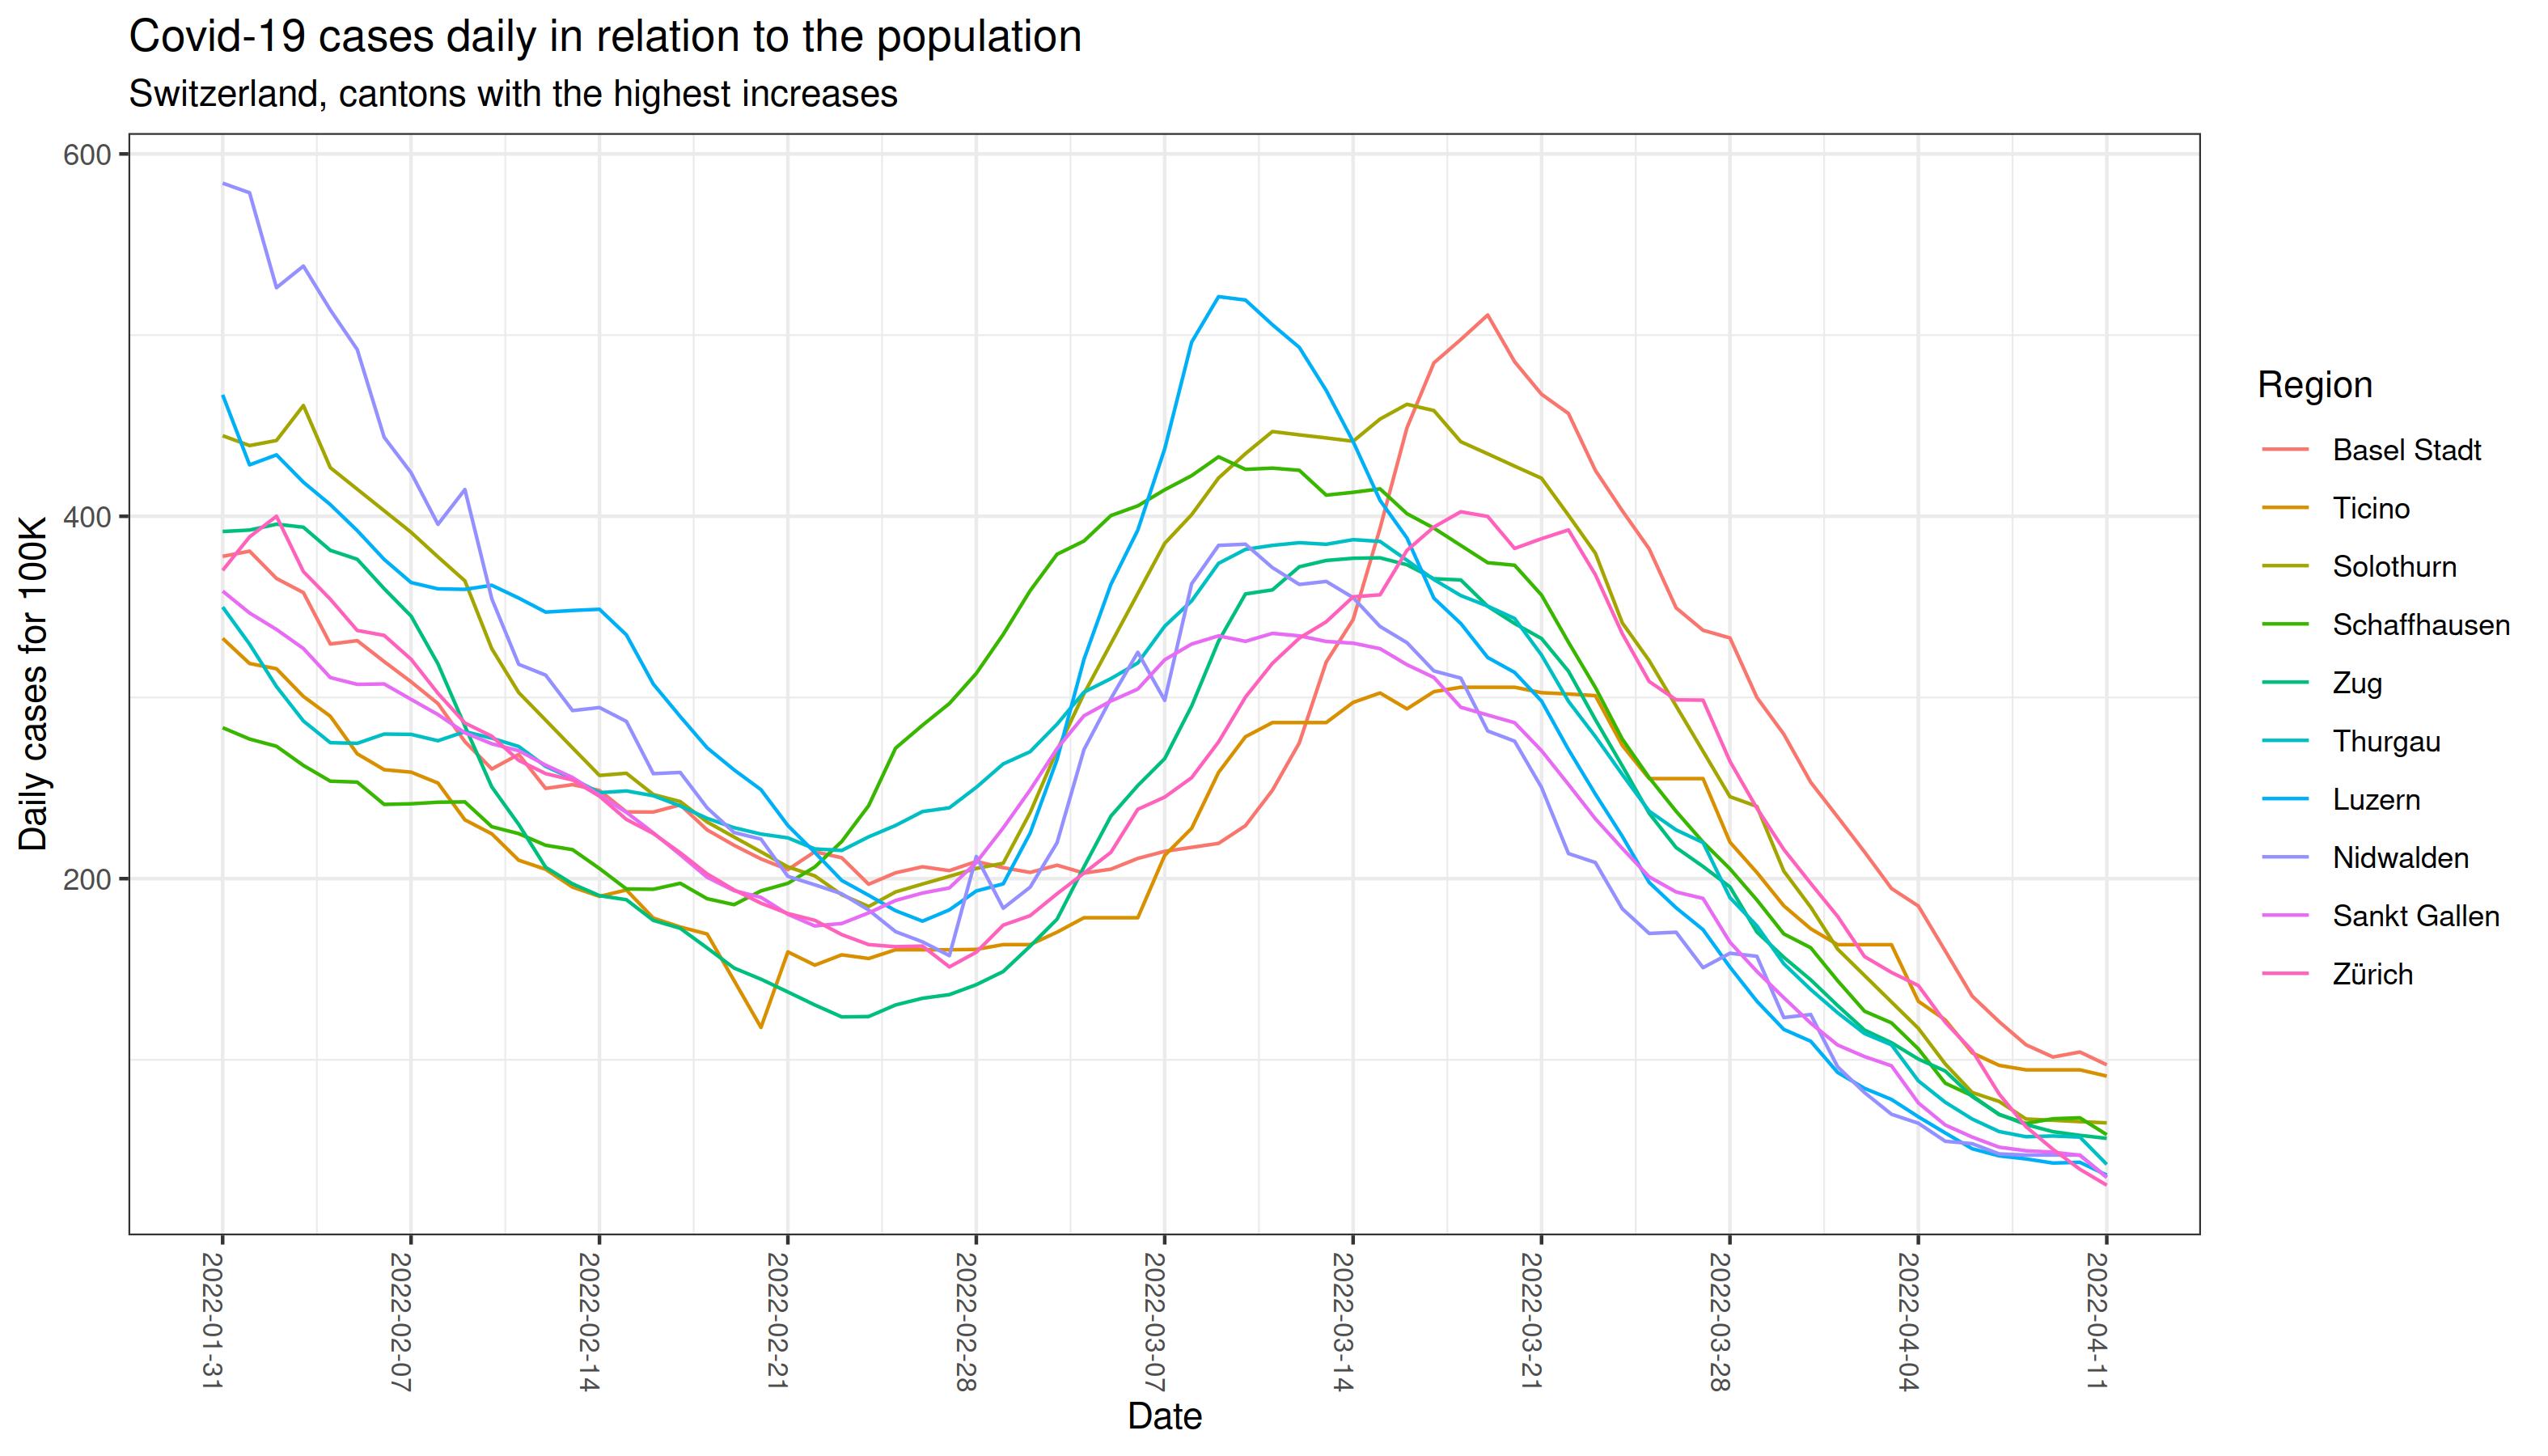 Covid-19 cases daily in relation to the population
Switzerland, cantons with the highest increases
Daily cases for 100K
600
400
200
2022-01-31
2022-02-07
2022-02-14
2022-02-21
2022-02-28
2022-03-07
2022-03-14
2022-03-21
2022-03-28
2022-04-04
2022-04-11
Date
Region
Basel Stadt
Ticino
Solothurn
Schaffhausen
Zug
Thurgau
Luzern
Nidwalden
Sankt Gallen
Zürich